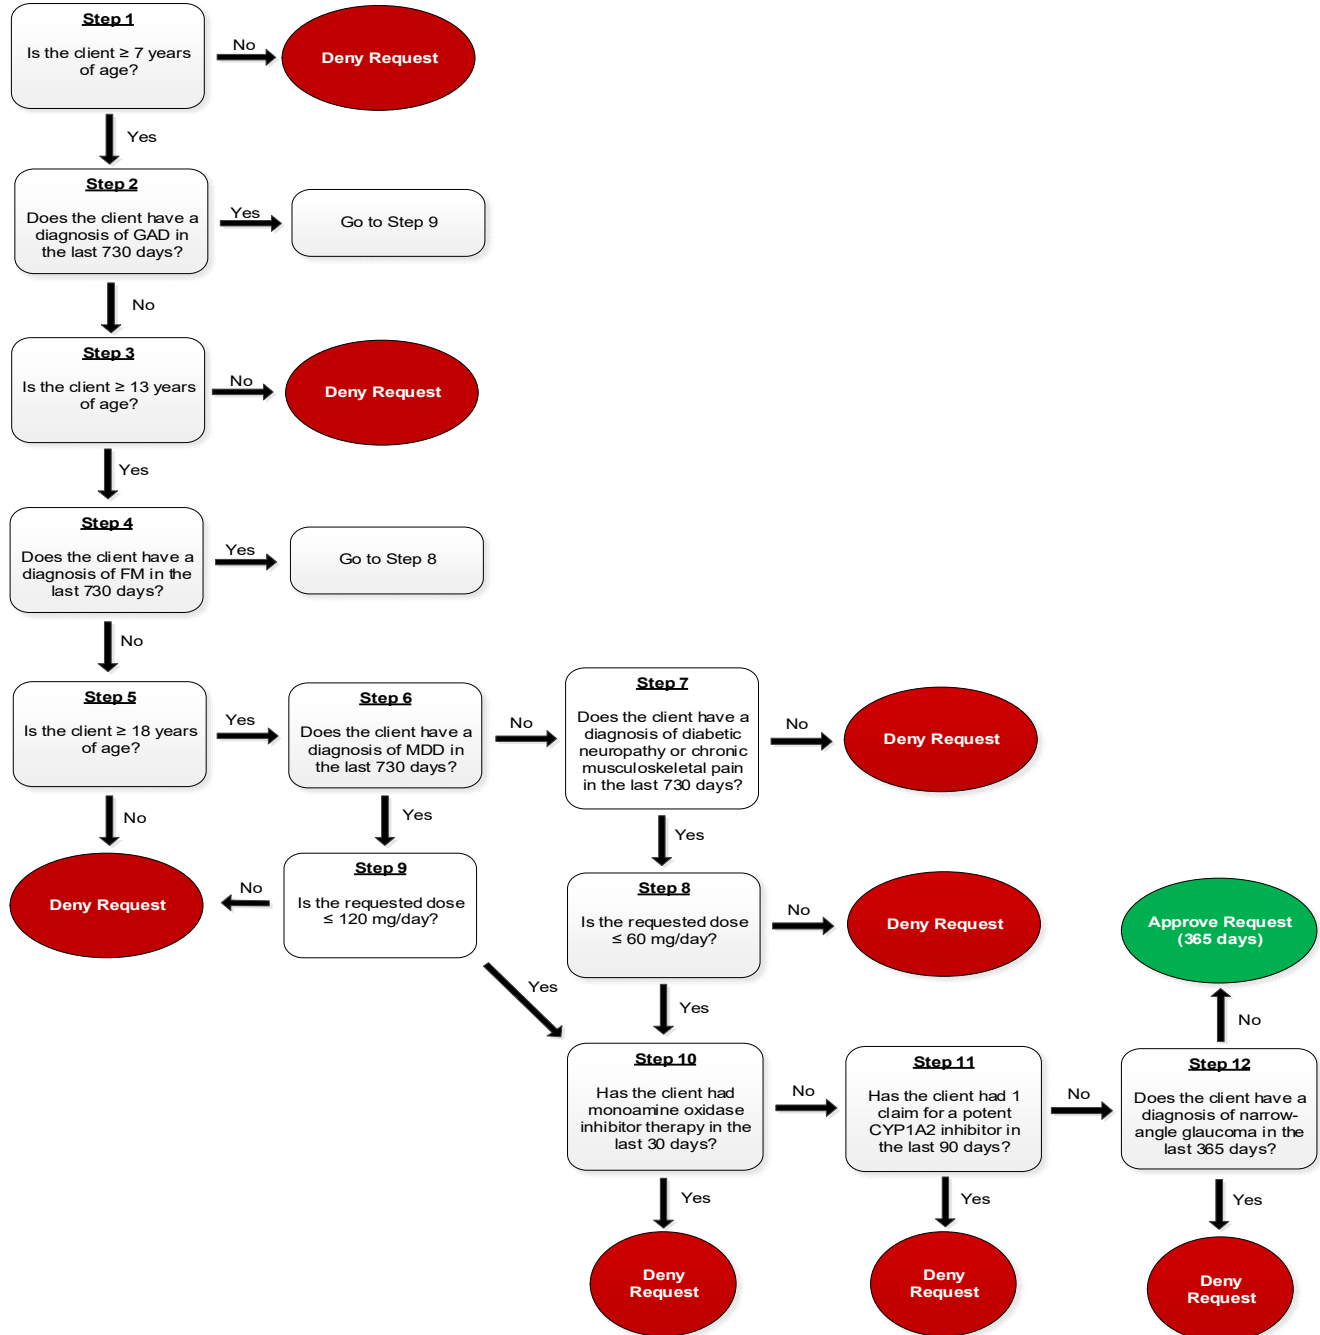 Step 1
Is the client ≥ 7 years
of age?
No
Deny Request
Yes
Step 2
Does the client have a
diagnosis of GAD in
the last 730 days?
Yes
Go to Step 9
No
Step 3
Is the client ≥ 13 years
of age?
No
Deny Request
Yes
Step 4
Does the client have a
diagnosis of FM in the
last 730 days?
Yes
Go to Step 8
No
Step 5
Is the client ≥ 18 years
of age?
Yes
No
Deny Request
Step 6
Does the client have a
diagnosis of MDD in
the last 730 days?
No
Yes
Step 7
Does the client have a
diagnosis of diabetic
neuropathy or chronic
musculoskeletal pain
in the last 730 days?
No
Deny Request
Yes
Step 9
Is the requested dose
≤ 120 mg/day?
No
Yes
Step 8
Is the requested dose
≤ 60 mg/day?
No
Deny Request
Yes
Step 10
Has the client had
monoamine oxidase
inhibitor therapy in the
last 30 days?
No
Yes
Deny
Request
Step 11
Has the client had 1
claim for a potent
CYP1A2 inhibitor in
the last 90 days?
No
Yes
Deny
Request
Step 12
Does the client have a
diagnosis of narrow-
angle glaucoma in the
last 365 days?
No
Approve Request
(365 days)
Yes
Deny
Request